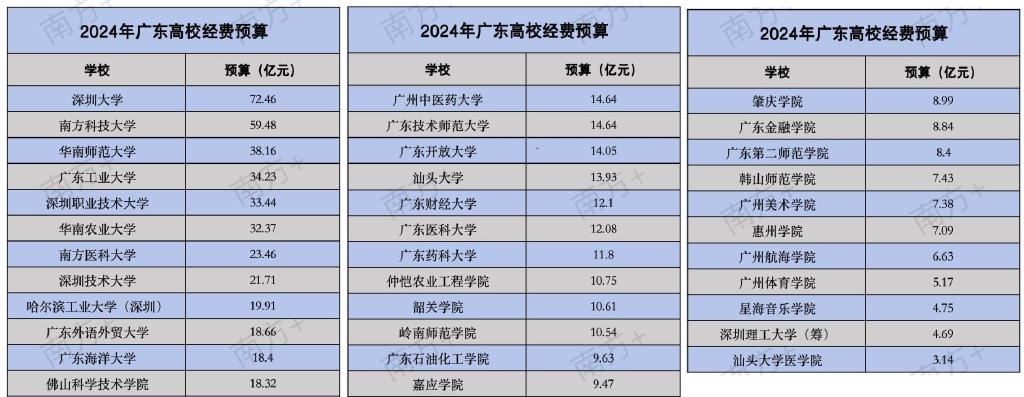 2024年广东高校经费预算
学校 预算（亿元）
深圳大学 72.46
南方科技大学 59.48
华南师范大学 38.16
广东工业大学 34.23
深圳职业技术大学 33.44
华南农业大学 32.37
南方医科大学 23.46
深圳技术大学 21.71
哈尔滨工业大学（深圳） 19.91
广东外语外贸大学 18.66
广东海洋大学 18.4
佛山科学技术学院 18.32
2024年广东高校经费预算
学校 预算（亿元）
广州中医药大学 14.64
广东技术师范大学 14.64
广东开放大学 14.05
汕头大学 13.93
广东财经大学 12.1
广东医科大学 12.08
广东药科大学 11.8
仲恺农业工程学院 10.75
韶关学院 10.61
岭南师范学院 10.54
广东石油化工学院 9.63
嘉应学院 9.47
2024年广东高校经费预算
学校 预算（亿元）
肇庆学院 8.99
广东金融学院 8.84
广东第二师范学院 8.4
韩山师范学院 7.43
广州美术学院 7.38
惠州学院 7.09
广州航海学院 6.63
广州体育学院 5.17
星海音乐学院 4.75
深圳理工大学（筹） 4.69
汕头大学医学院 3.14
南方+